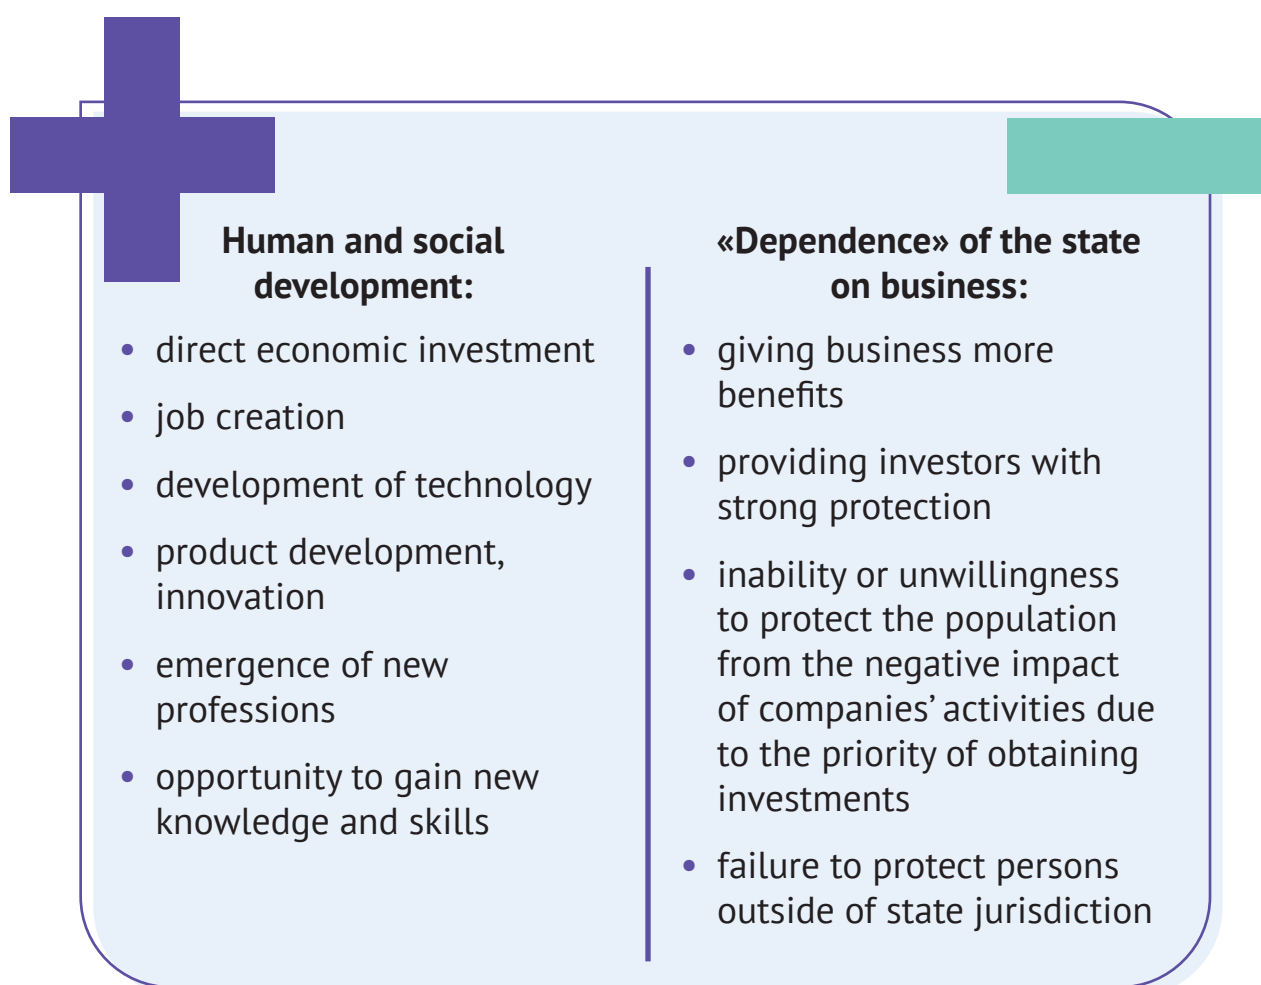 Human and social
development:
• direct economic investment
• job creation
• development of technology
• product development,
innovation
• emergence of new
professions
• opportunity to gain new
knowledge and skills
«Dependence» of the state
on business:
• giving business more
benefits
• providing investors with
strong protection
• inability or unwillingness
to protect the population
from the negative impact
of companies’ activities due
to the priority of obtaining
investments
• failure to protect persons
outside of state jurisdiction